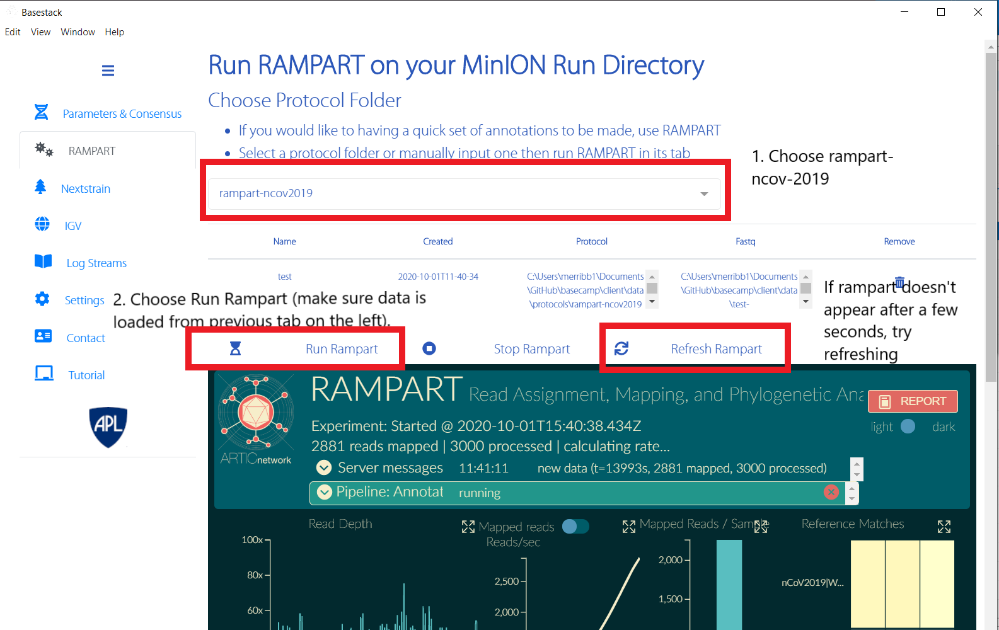 Basestack
Edit View Window Help
Run RAMPART on your MinION Run Directory
Choose Protocol Folder
If you would like to having a quick set of annotations to be made, use RAMPART
Select a protocol folder or manually input one then run RAMPART in its tab
Parameters & Consensus
RAMPART
Nextstrain
IGV
Log Streams
Settings
Contact
Tutorial
APL
1. Choose rampart-
ncov-2019
rampart-ncov2019
Name Created Protocol Fastq Remove
test 2020-10-01T11-40-34
C:\Users\merribb1\Documents
\GitHub\basecamp\client\data
\protocols\rampart-ncov2019
C:\Users\merribb1\Documents
\GitHub\basecamp\client\data
\test-
2. Choose Run Rampart (make sure data is
loaded from previous tab on the left).
If rampart doesn't
appear after a few
seconds, try
refreshing
Run Rampart Stop Rampart Refresh Rampart
ARTICnetwork
RAMPART Read Assignment, Mapping, and Phylogenetic Ana
REPORT
light dark
Experiment: Started @ 2020-10-01T15:40:38.434Z
2881 reads mapped | 3000 processed | calculating rate...
Server messages 11:41:11 new data (t=13993s, 2881 mapped, 3000 processed)
Pipeline: Annotat running
Read Depth
100x
80x
60x
Mapped reads
Reads/sec
2,500
2,000
Mapped Reads / Sample
2,000
1,500
Reference Matches
nCoV2019|W...